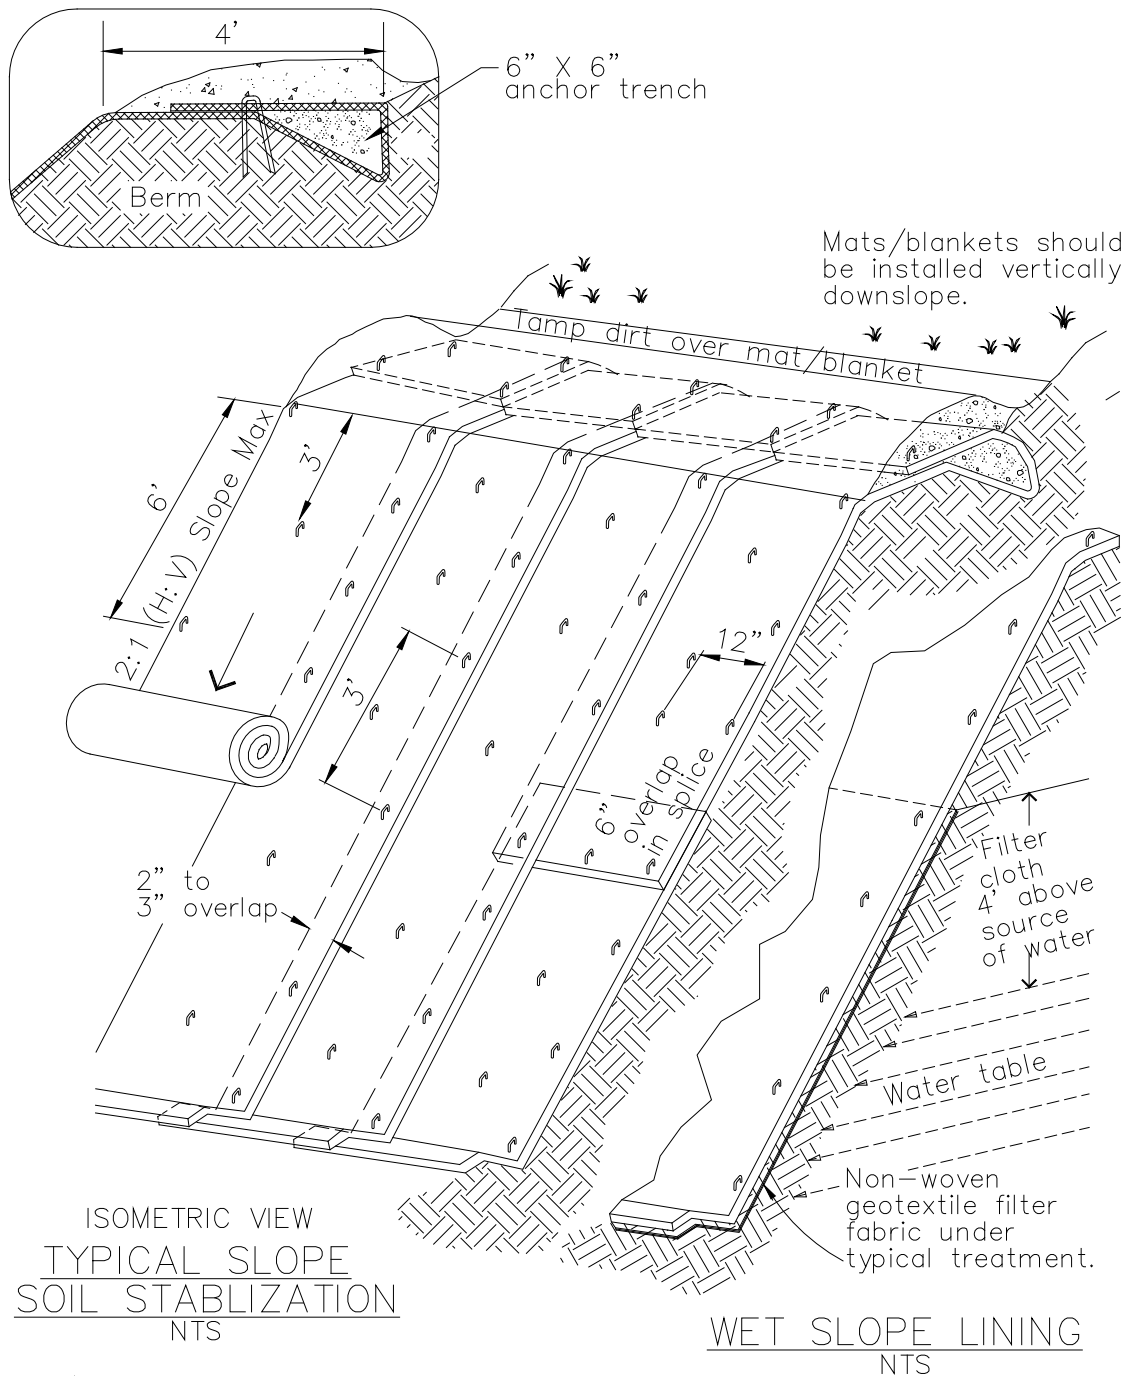 4'
6” X 6”
anchor trench
Berm
Mats/blankets should
be installed vertically
downslope.
Tamp dirt over mat/blanket
6'
2:1 (H:V) Slope Max
3'
3'
12”
6”
overlap
in splice
2” to
3” overlap
Filter
cloth
4' above
source
of water
Water table
Non-woven
geotextile filter
fabric under
typical treatment.
ISOMETRIC VIEW
TYPICAL SLOPE
SOIL STABLIZATION
NTS
WET SLOPE LINING
NTS